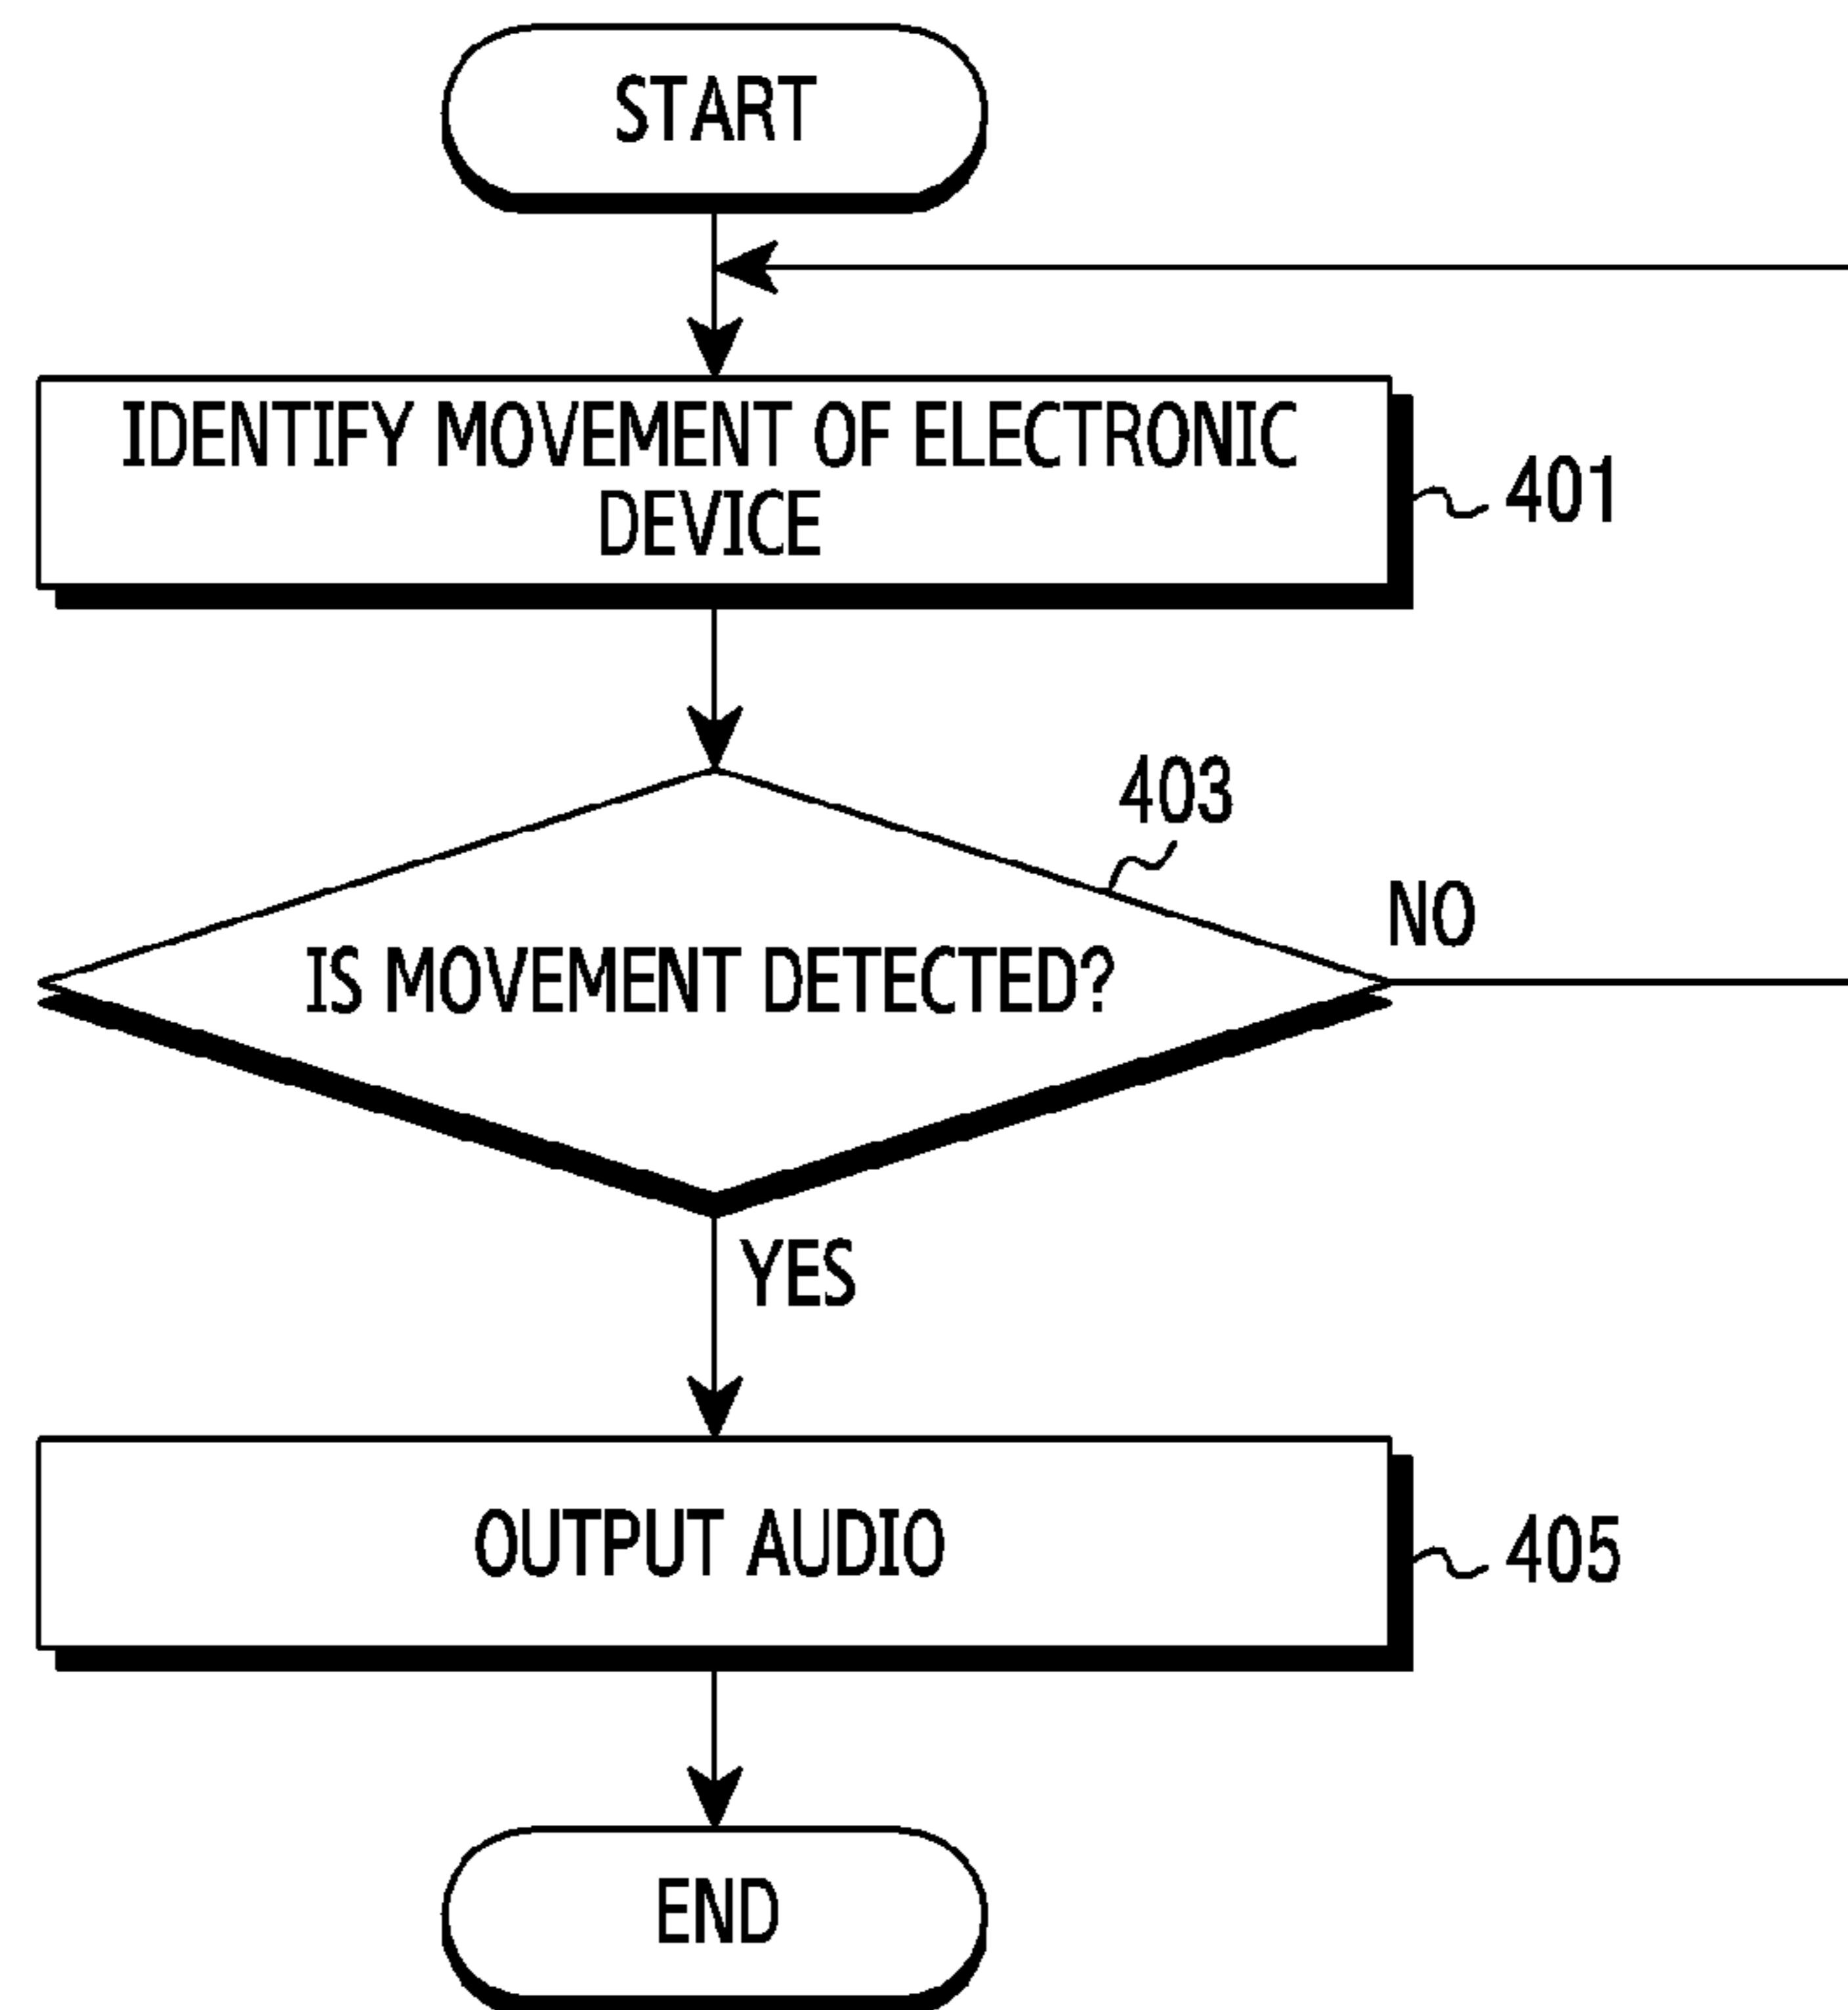 START
IDENTIFY MOVEMENT OF ELECTRONIC
DEVICE
401
403
IS MOVEMENT DETECTED?
NO
YES
OUTPUT AUDIO
405
END